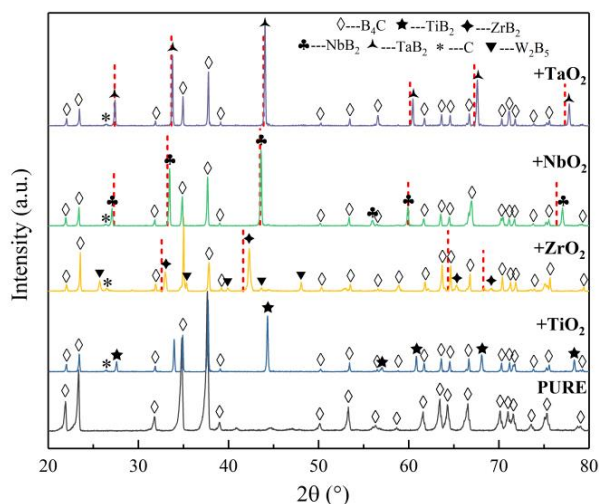 ◊---B₄C ★---TiB₂ ✦---ZrB₂
♣---NbB₂ ⅄---TaB₂ *---C ▼---W₂B₅
+TaO₂
+NbO₂
+ZrO₂
+TiO₂
PURE
Intensity (a.u.)
20 30 40 50 60 70 80
2θ (°)